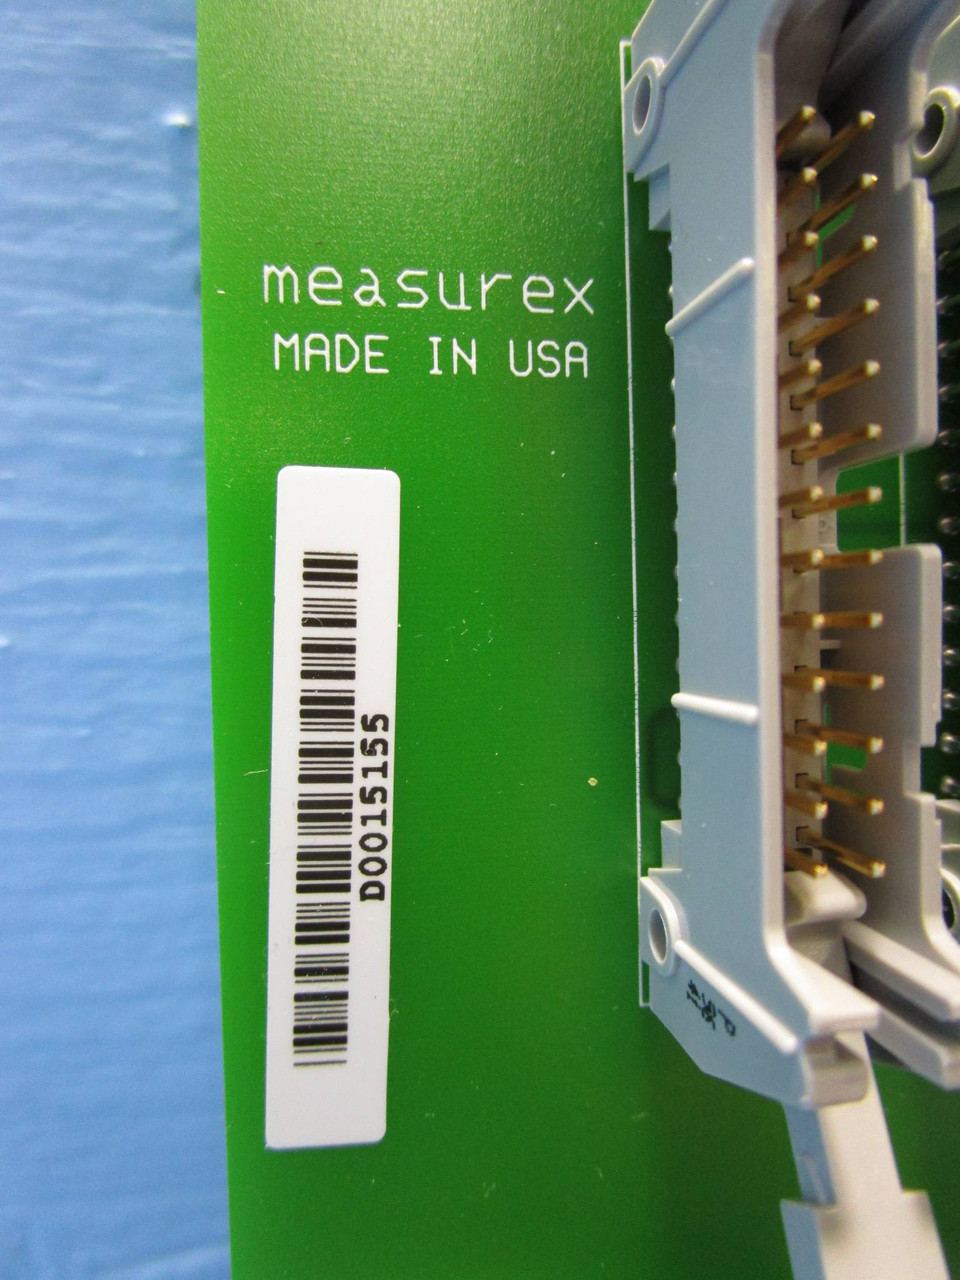 measurex
MADE IN USA
D0015155